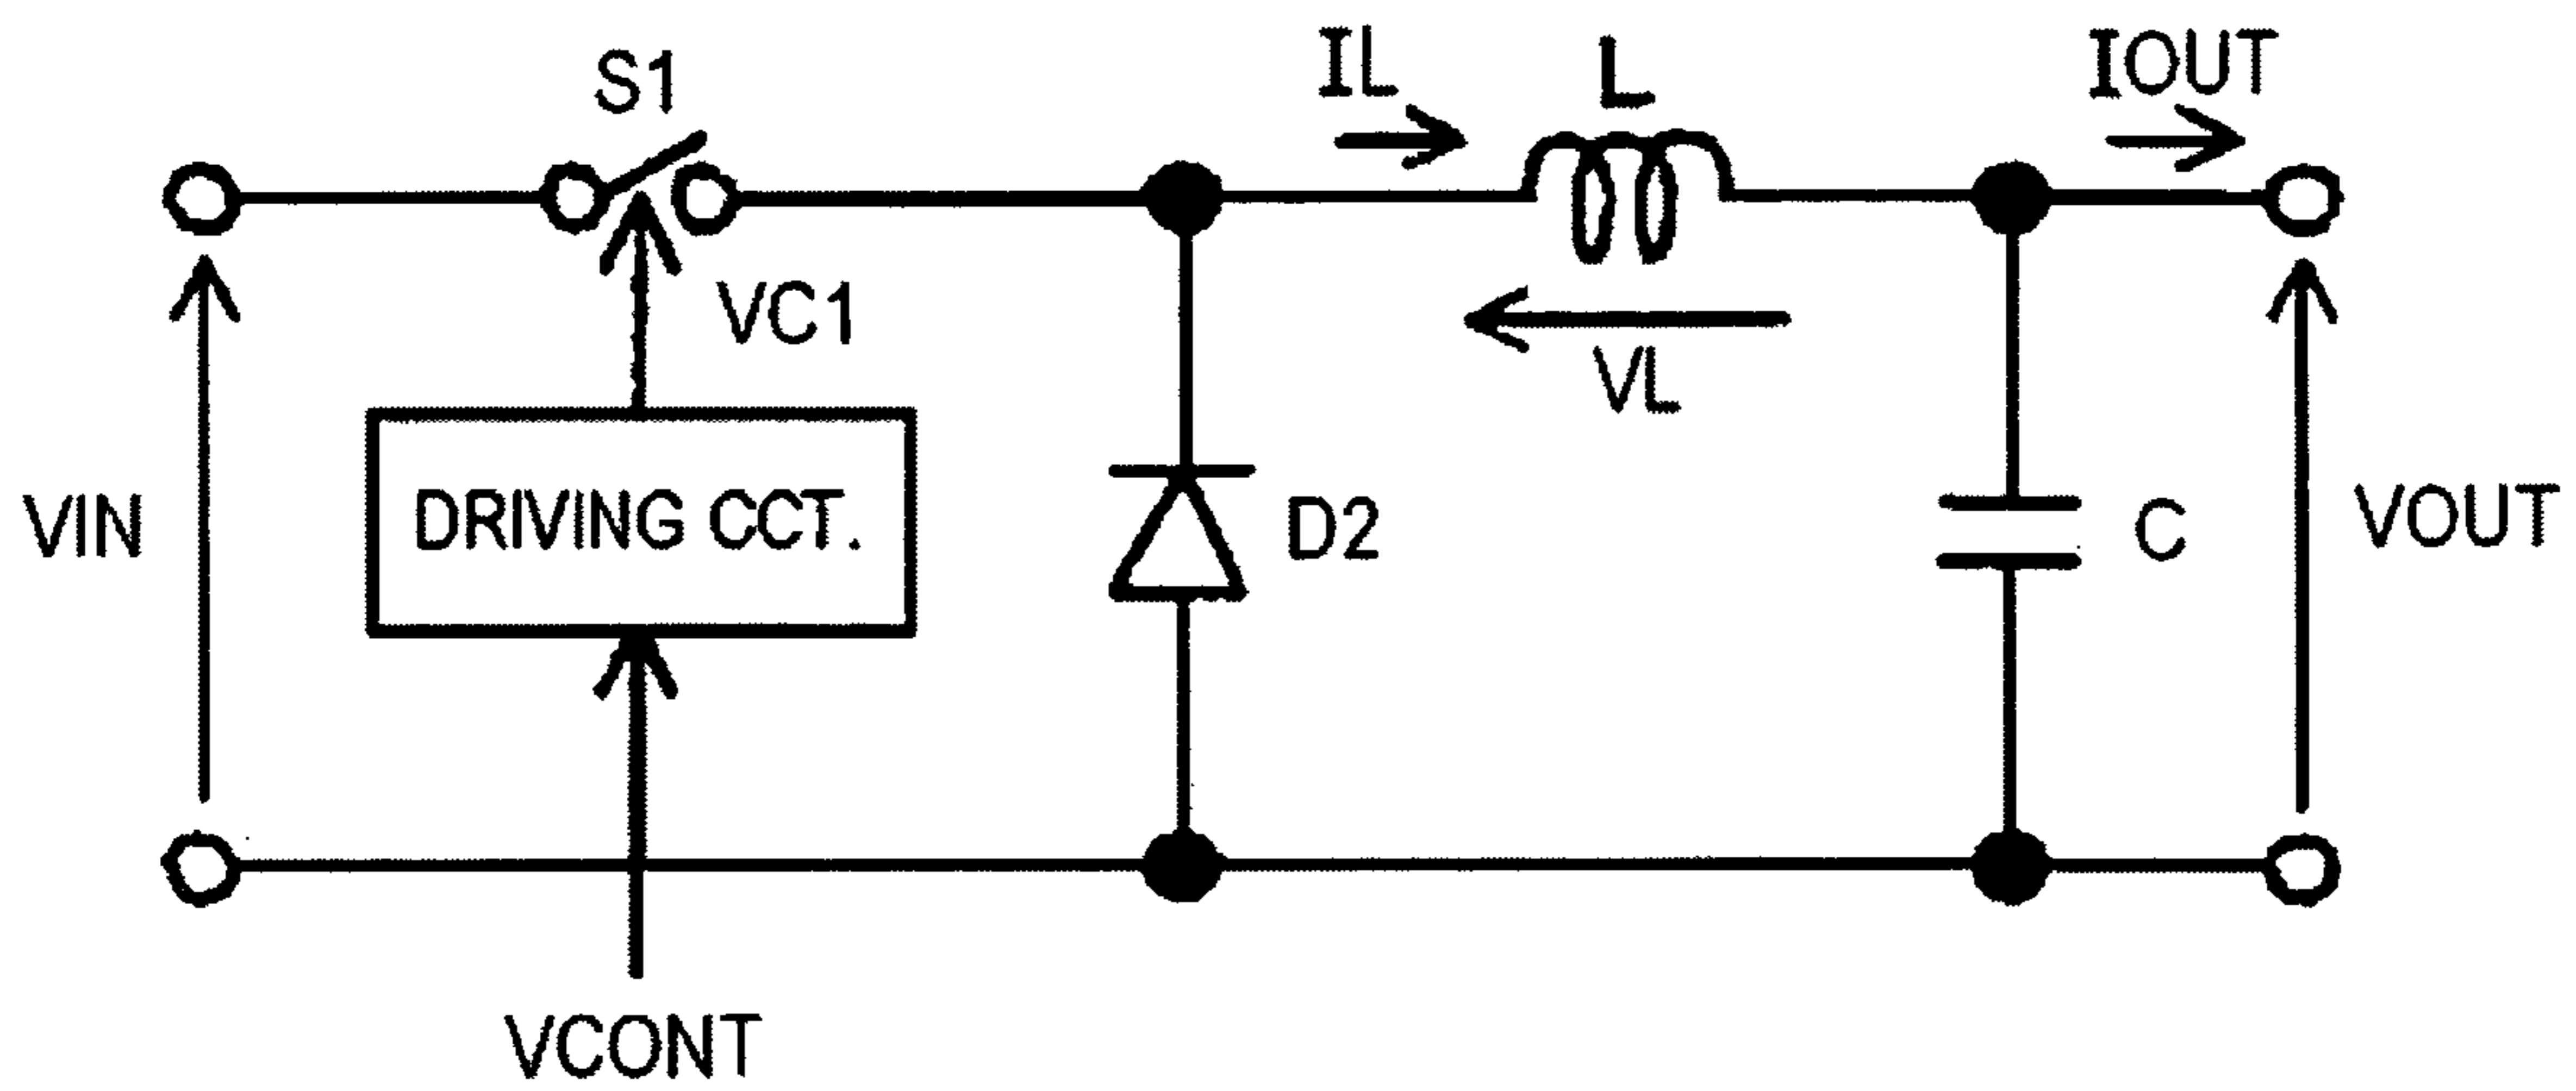 S1
IL
L
IOUT
VC1
VL
VIN
DRIVING CCT.
D2
C
VOUT
VCONT